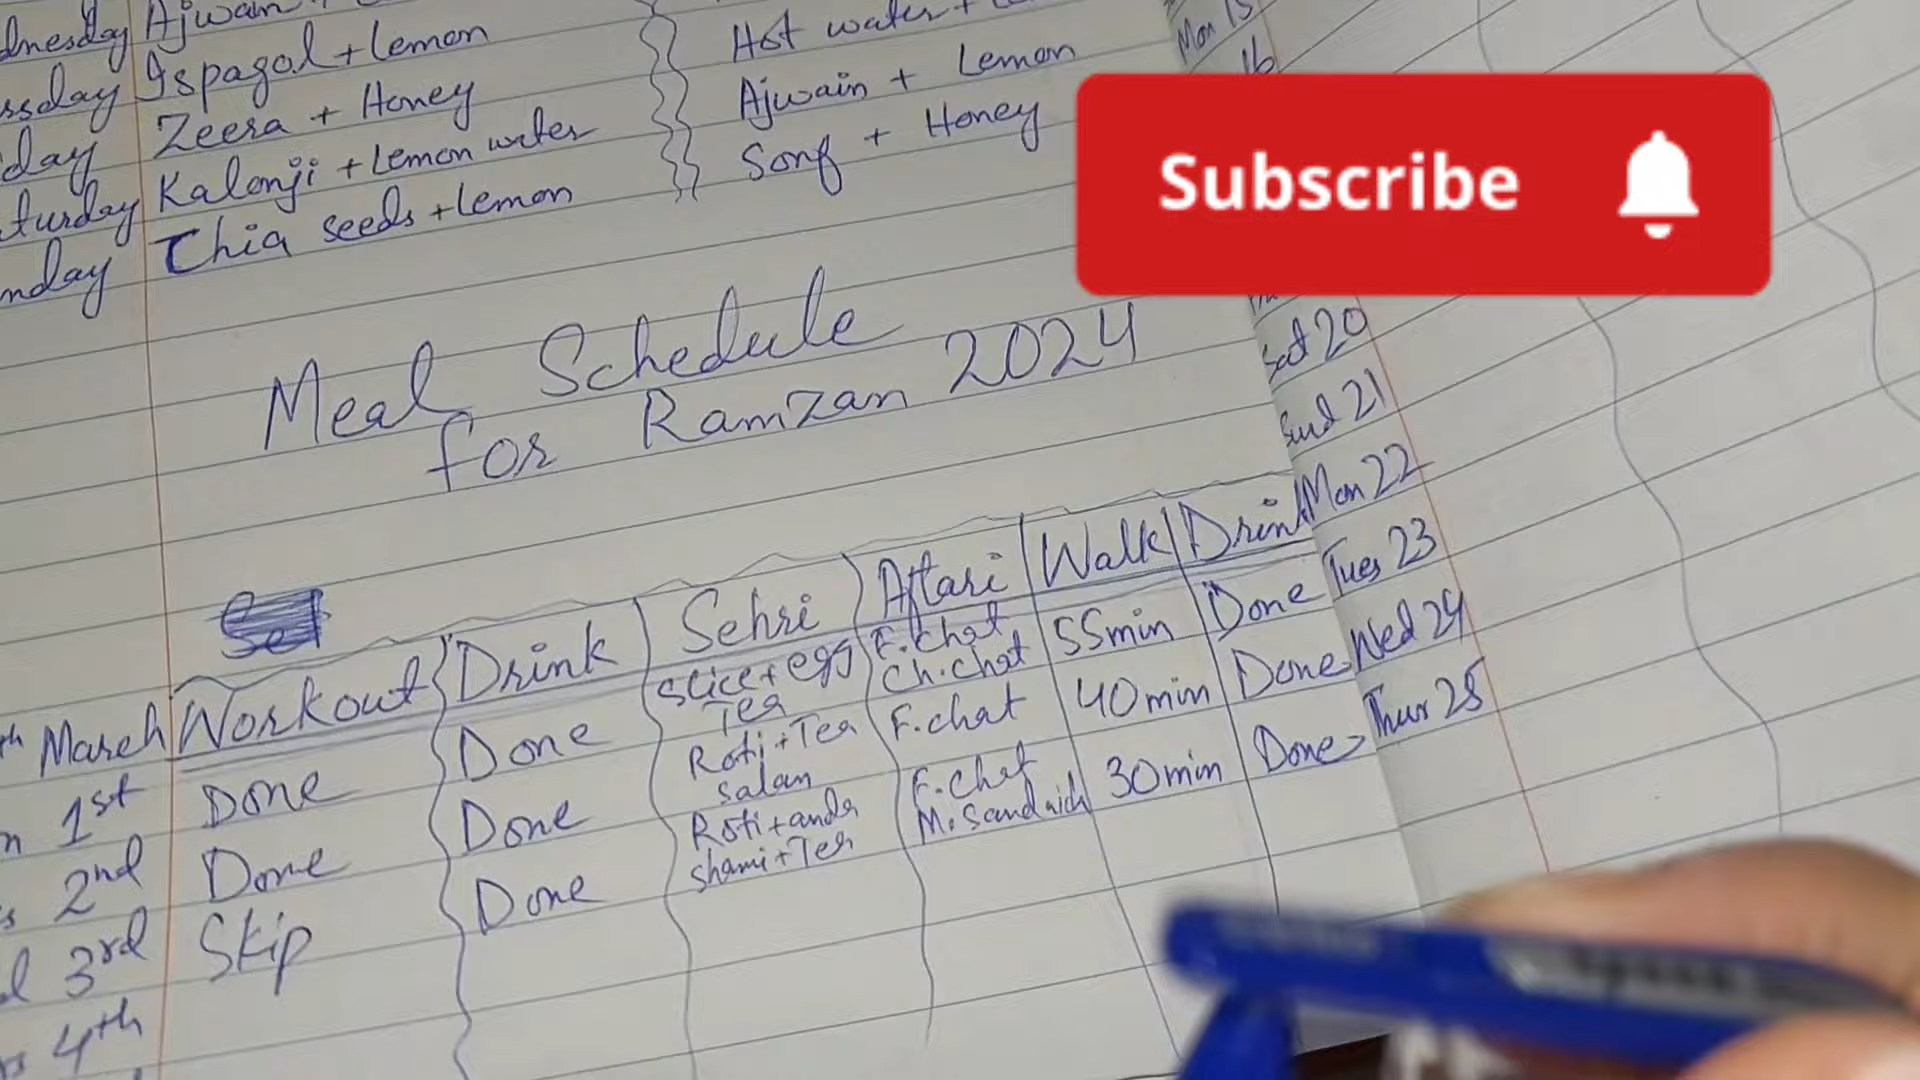 Ajwain +
Ispagol + Lemon
Zeera + Honey
Kalonji + Lemon water
Chia seeds + Lemon
Hot water +
Ajwain + Lemon
Sonf + Honey
Mon 15
16
Subscribe
Meal Schedule
for Ramzan 2024
Sat 20
Sund 21
Mon 22
Tues 23
Wed 24
Thur 25
March Workout Drink Sehri Aftari Walk Drink
1st Done Done Slice + egg Tea F.chat Ch.chat 55min Done
2nd Done Done Roti + Tea Salan F.chat 40min Done
3rd Skip Done Roti + anda Shami + Tea F.chat M.Sandwich 30min Done
4th